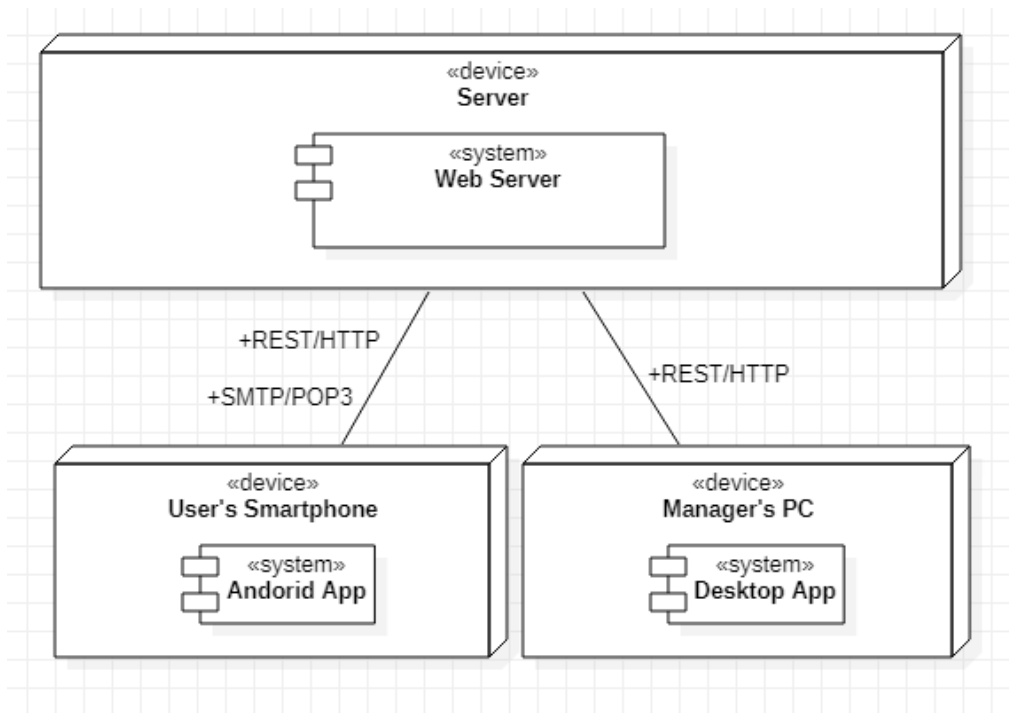 «device»
Server
«system»
Web Server
+REST/HTTP
+SMTP/POP3
+REST/HTTP
«device»
User's Smartphone
«system»
Andorid App
«device»
Manager's PC
«system»
Desktop App